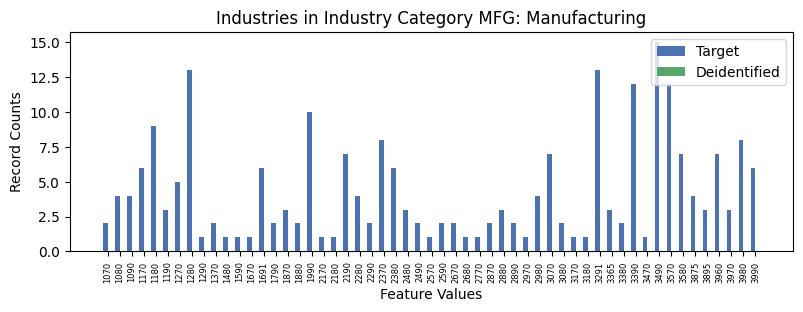 Industries in Industry Category MFG: Manufacturing
Target
Deidentified
Record Counts
15.0
12.5
10.0
7.5
5.0
2.5
0.0
1070 1080 1090 1170 1180 1190 1270 1280 1290 1370 1480 1590 1670 1691 1790 1870 1880 1990 2170 2180 2190 2280 2290 2370 2380 2480 2490 2570 2590 2670 2680 2770 2870 2880 2890 2970 2980 3070 3080 3170 3180 3291 3365 3380 3390 3470 3490 3570 3580 3875 3895 3960 3970 3980 3990
Feature Values